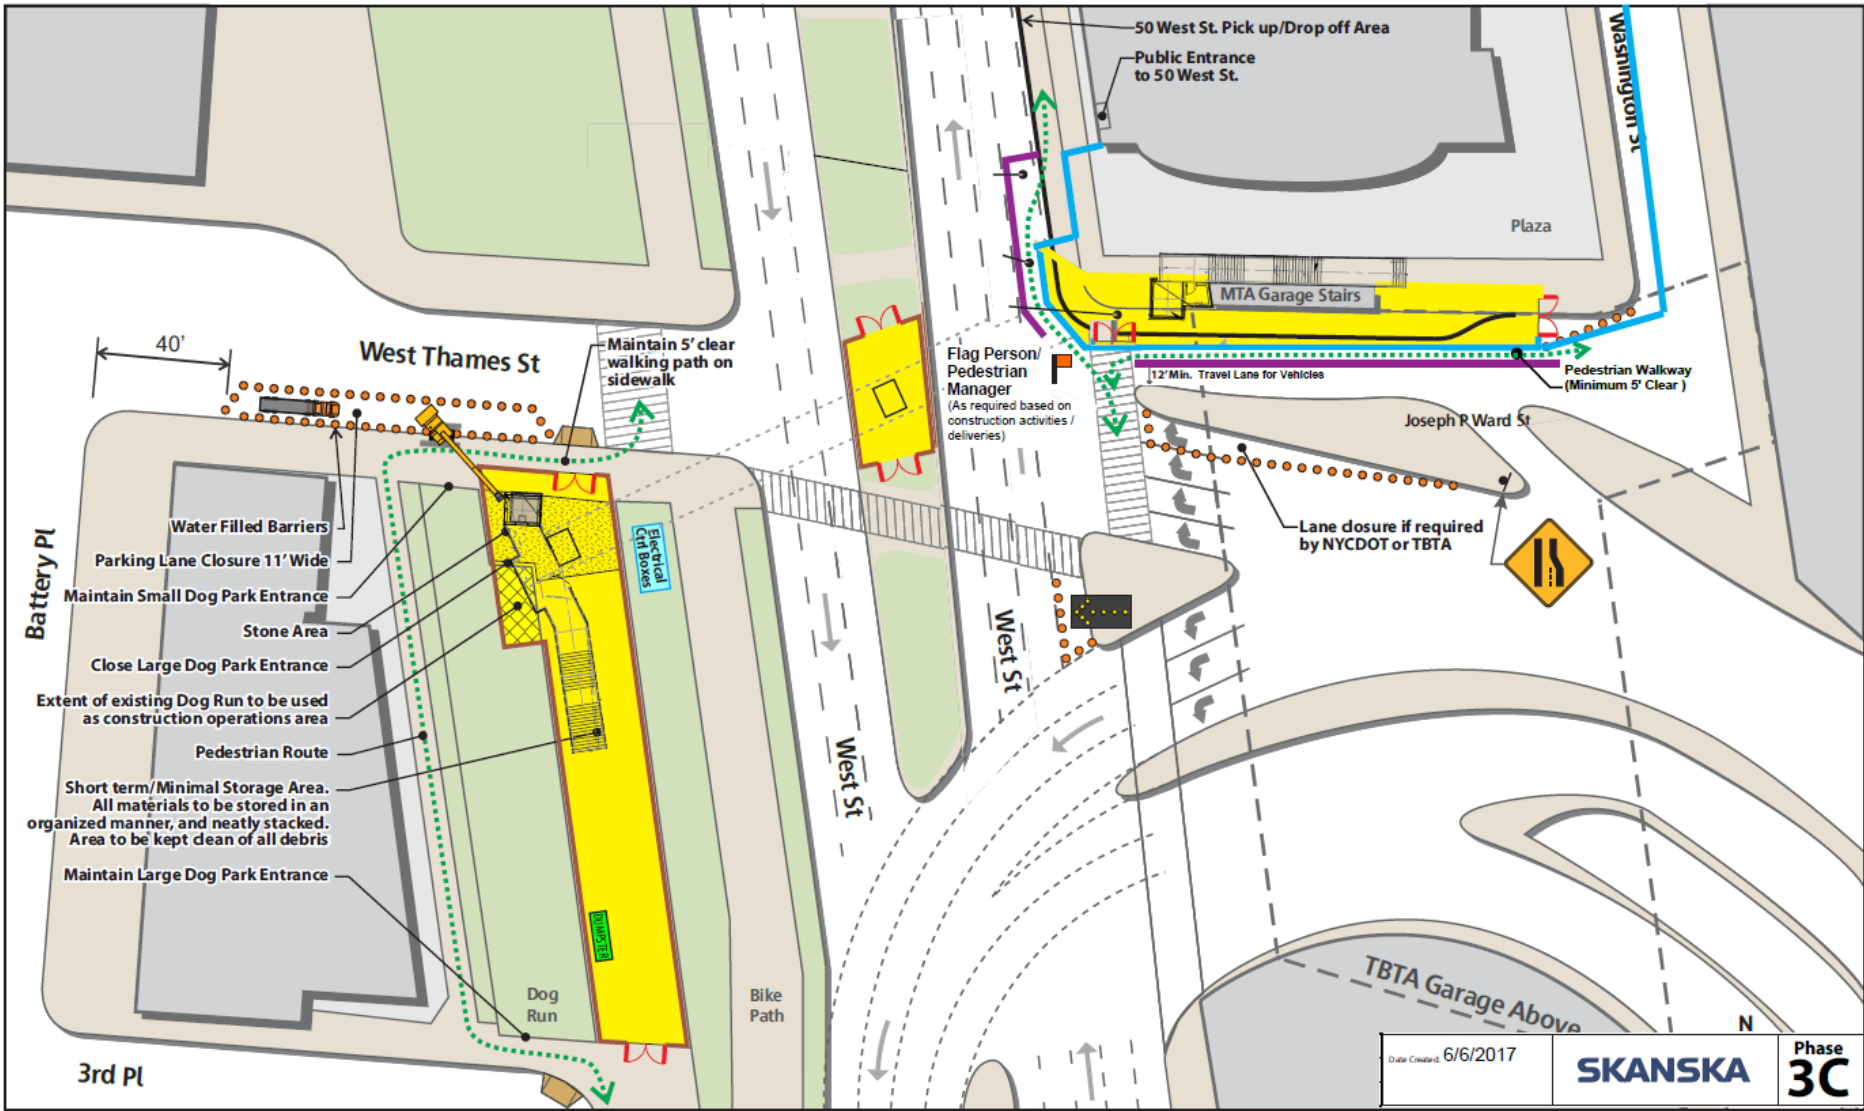 50 West St. Pick up/Drop off Area
Public Entrance
to 50 West St.
Washington St
Plaza
MTA Garage Stairs
40'
West Thames St
Maintain 5' clear
walking path on
sidewalk
Flag Person/
Pedestrian
Manager
(As required based on
construction activities /
deliveries)
12' Min. Travel Lane for Vehicles
Pedestrian Walkway
(Minimum 5' Clear )
Joseph P Ward St
Lane closure if required
by NYCDOT or TBTA
Battery Pl
Water Filled Barriers
Parking Lane Closure 11' Wide
Maintain Small Dog Park Entrance
Stone Area
Close Large Dog Park Entrance
Extent of existing Dog Run to be used
as construction operations area
Pedestrian Route
Short term/Minimal Storage Area.
All materials to be stored in an
organized manner, and neatly stacked.
Area to be kept clean of all debris
Maintain Large Dog Park Entrance
Electrical
Ctrl Boxes
West St
West St
DUMPSTER
Dog
Run
Bike
Path
3rd Pl
TBTA Garage Above
N
Date Created: 6/6/2017
SKANSKA
Phase
3C